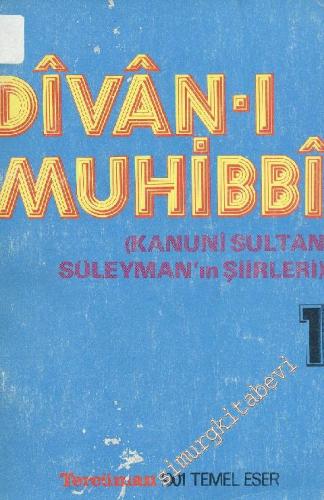 DÎVÂN-I
MUHİBBÎ
(KANUNİ SULTAN
SÜLEYMAN'ın ŞİİRLERİ)
1
Tercüman 1001 TEMEL ESER
simurgkitabevi